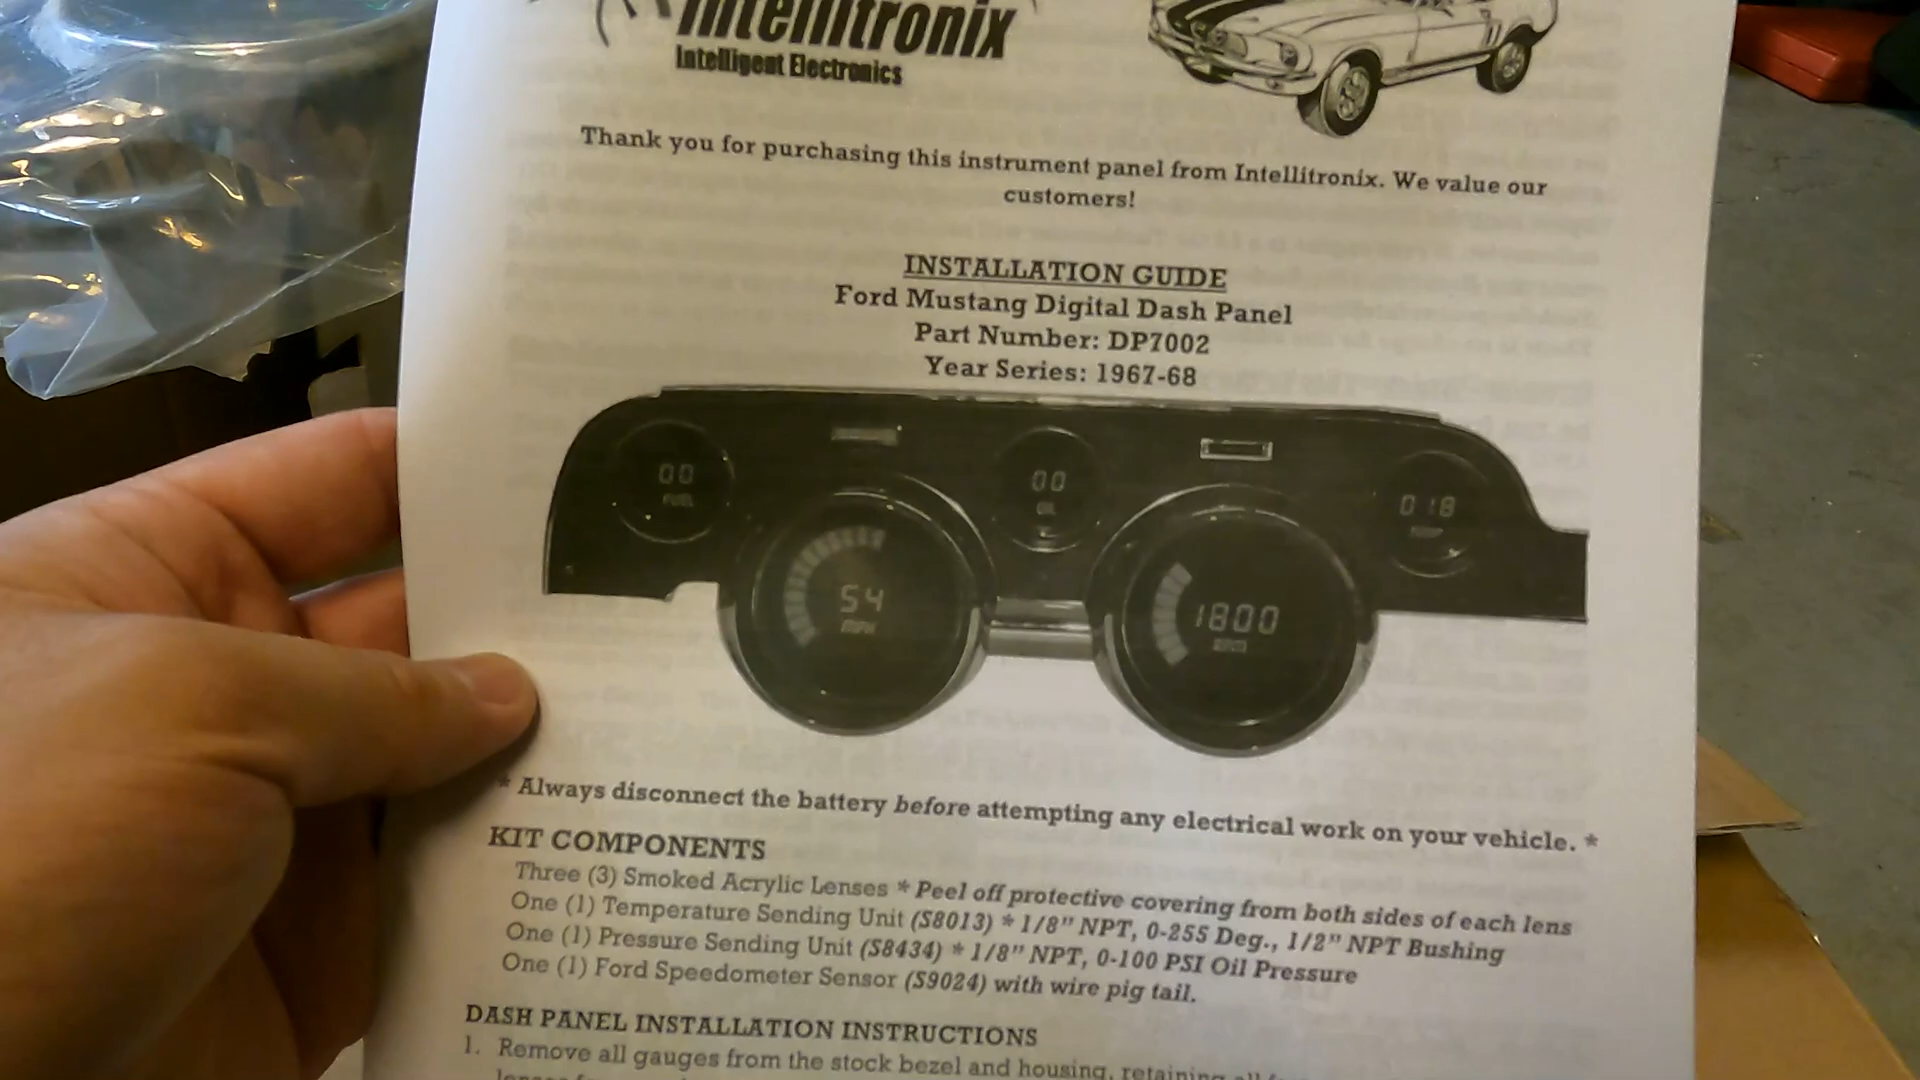 Intellitronix
Intelligent Electronics
Thank you for purchasing this instrument panel from Intellitronix. We value our
customers!
INSTALLATION GUIDE
Ford Mustang Digital Dash Panel
Part Number: DP7002
Year Series: 1967-68
00
FUEL
00
OIL
018
54
MPH
1800
* Always disconnect the battery before attempting any electrical work on your vehicle. *
KIT COMPONENTS
Three (3) Smoked Acrylic Lenses * Peel off protective covering from both sides of each lens
One (1) Temperature Sending Unit (S8013) * 1/8" NPT, 0-255 Deg., 1/2" NPT Bushing
One (1) Pressure Sending Unit (S8434) * 1/8" NPT, 0-100 PSI Oil Pressure
One (1) Ford Speedometer Sensor (S9024) with wire pig tail.
DASH PANEL INSTALLATION INSTRUCTIONS
1. Remove all gauges from the stock bezel and housing, retaining all